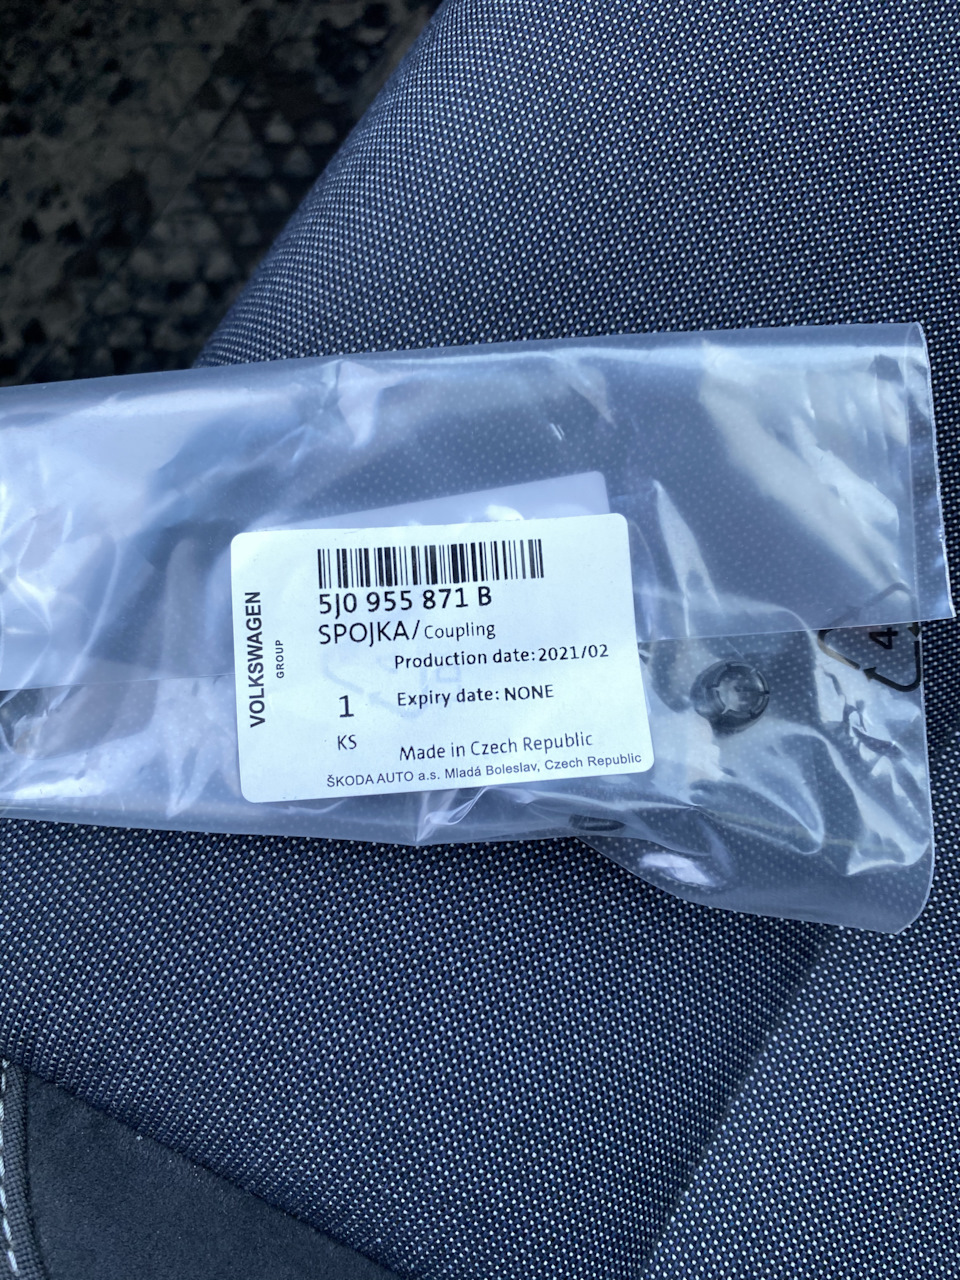 VOLKSWAGEN
GROUP
5J0 955 871 B
SPOJKA/Coupling
Production date:2021/02
1
Expiry date: NONE
KS
Made in Czech Republic
ŠKODA AUTO a.s. Mladá Boleslav, Czech Republic
4